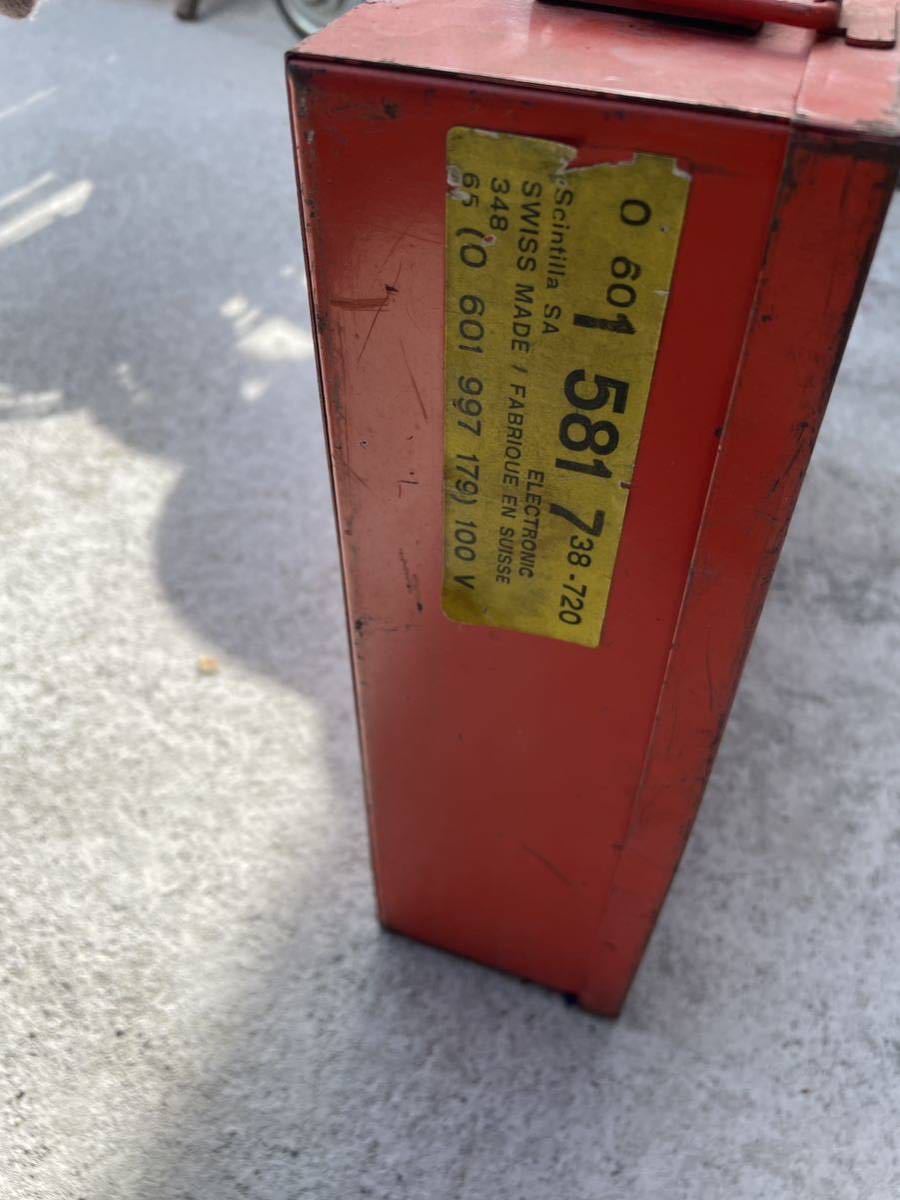 0 601 581 738-720
ELECTRONIC
Scintilla SA
SWISS MADE / FABRIQUE EN SUISSE
348
65 (0 601 997 179) 100 V